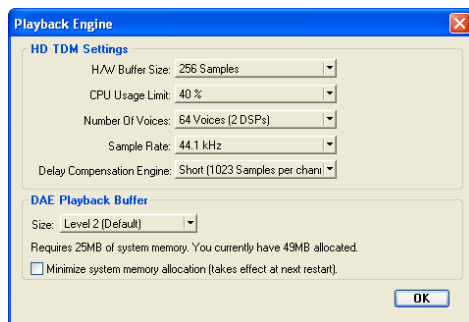 Playback Engine
HD TDM Settings
H/W Buffer Size: 256 Samples
CPU Usage Limit: 40 %
Number Of Voices: 64 Voices (2 DSPs)
Sample Rate: 44.1 kHz
Delay Compensation Engine: Short (1023 Samples per chan
DAE Playback Buffer
Size: Level 2 (Default)
Requires 25MB of system memory. You currently have 49MB allocated.
Minimize system memory allocation (takes effect at next restart).
OK